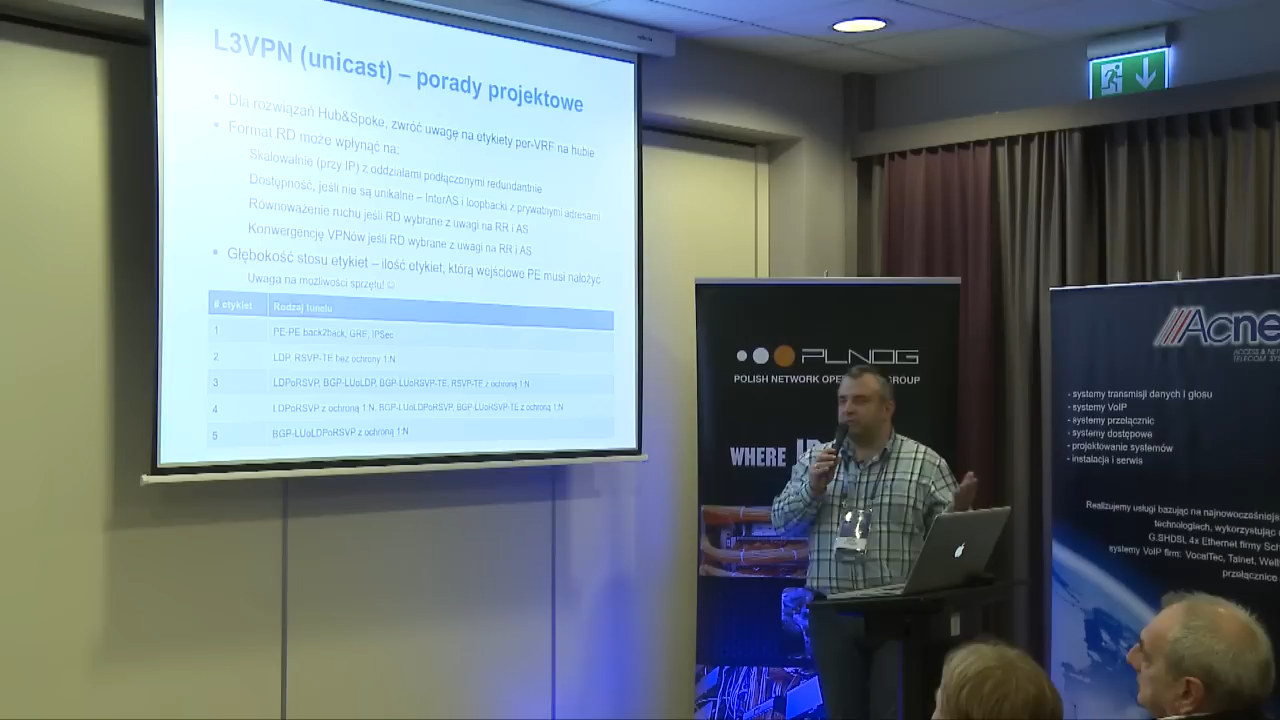 L3VPN (unicast) – porady projektowe
• Dla rozwiązań Hub&Spoke, zwróć uwagę na etykiety per-VRF na hubie
• Format RD może wpłynąć na:
Skalowalnie (przy IP) z oddziałami podłączonymi redundantnie
Dostępność, jeśli nie są unikalne – InterAS i loopbacki z prywatnymi adresami
Równoważenie ruchu jeśli RD wybrane z uwagi na RR i AS
Konwergencję VPNów jeśli RD wybrane z uwagi na RR i AS
• Głębokość stosu etykiet – ilość etykiet, którą wejściowe PE musi nałożyć
Uwaga na możliwości sprzętu! ☺
# etykiet Rodzaj tunelu
1 PE-PE back2back, GRE, IPSec
2 LDP, RSVP-TE bez ochrony 1:N
3 LDPoRSVP, BGP-LUoLDP, BGP-LUoRSVP-TE, RSVP-TE z ochroną 1:N
4 LDPoRSVP z ochroną 1:N, BGP-LUoLDPoRSVP, BGP-LUoRSVP-TE z ochroną 1:N
5 BGP-LUoLDPoRSVP z ochroną 1:N
PLNOG
POLISH NETWORK OPE GROUP
WHERE
Acne
ACCESS & NE
TELECOM SY
- systemy transmisji danych i głosu
- systemy VoIP
- systemy przełącznic
- systemy dostępowe
- projektowanie systemów
- instalacja i serwis
Realizujemy usługi bazując na najnowocześniejs
technologiach, wykorzystując
G.SHDSL 4x Ethernet firmy Sch
systemy VoIP firm: VocalTec, Tainet, Well
przełącznice